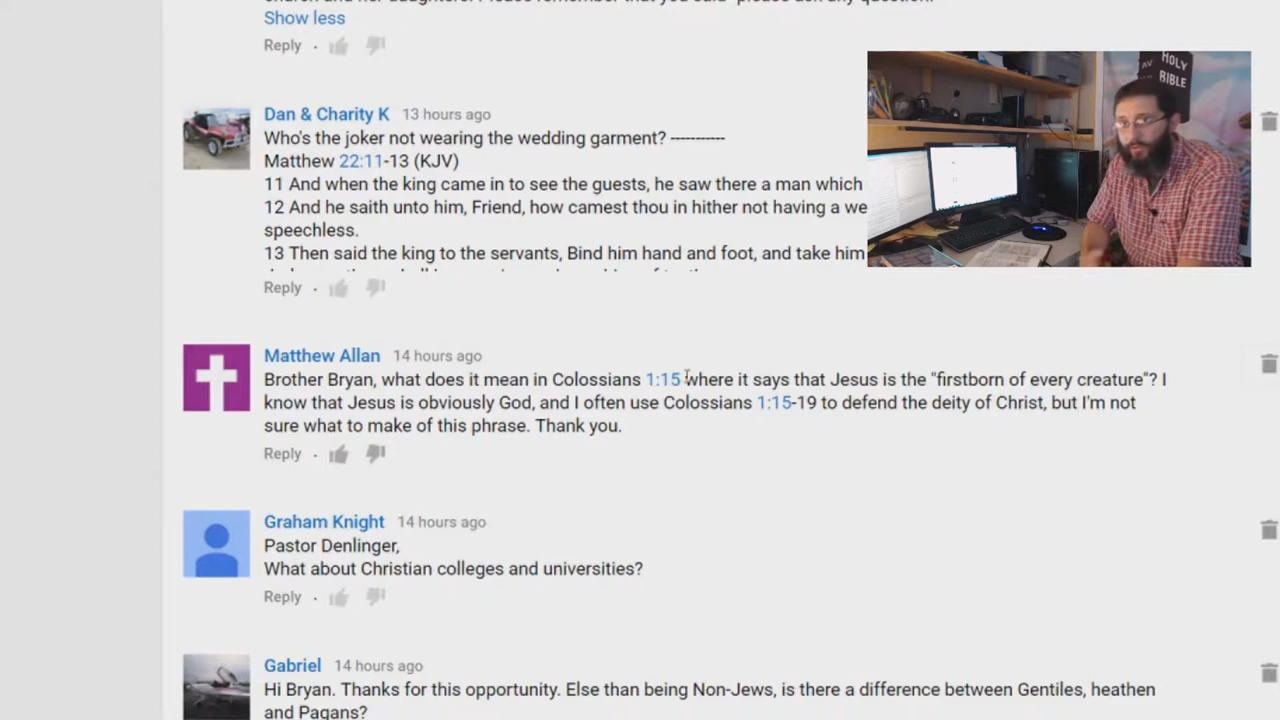 Show less
Reply
AV
HOLY
BIBLE
Dan & Charity K 13 hours ago
Who's the joker not wearing the wedding garment? -----------
Matthew 22:11-13 (KJV)
11 And when the king came in to see the guests, he saw there a man which
12 And he saith unto him, Friend, how camest thou in hither not having a we
speechless.
13 Then said the king to the servants, Bind him hand and foot, and take him
Reply
Matthew Allan 14 hours ago
Brother Bryan, what does it mean in Colossians 1:15 where it says that Jesus is the "firstborn of every creature"? I
know that Jesus is obviously God, and I often use Colossians 1:15-19 to defend the deity of Christ, but I'm not
sure what to make of this phrase. Thank you.
Reply
Graham Knight 14 hours ago
Pastor Denlinger,
What about Christian colleges and universities?
Reply
Gabriel 14 hours ago
Hi Bryan. Thanks for this opportunity. Else than being Non-Jews, is there a difference between Gentiles, heathen
and Pagans?